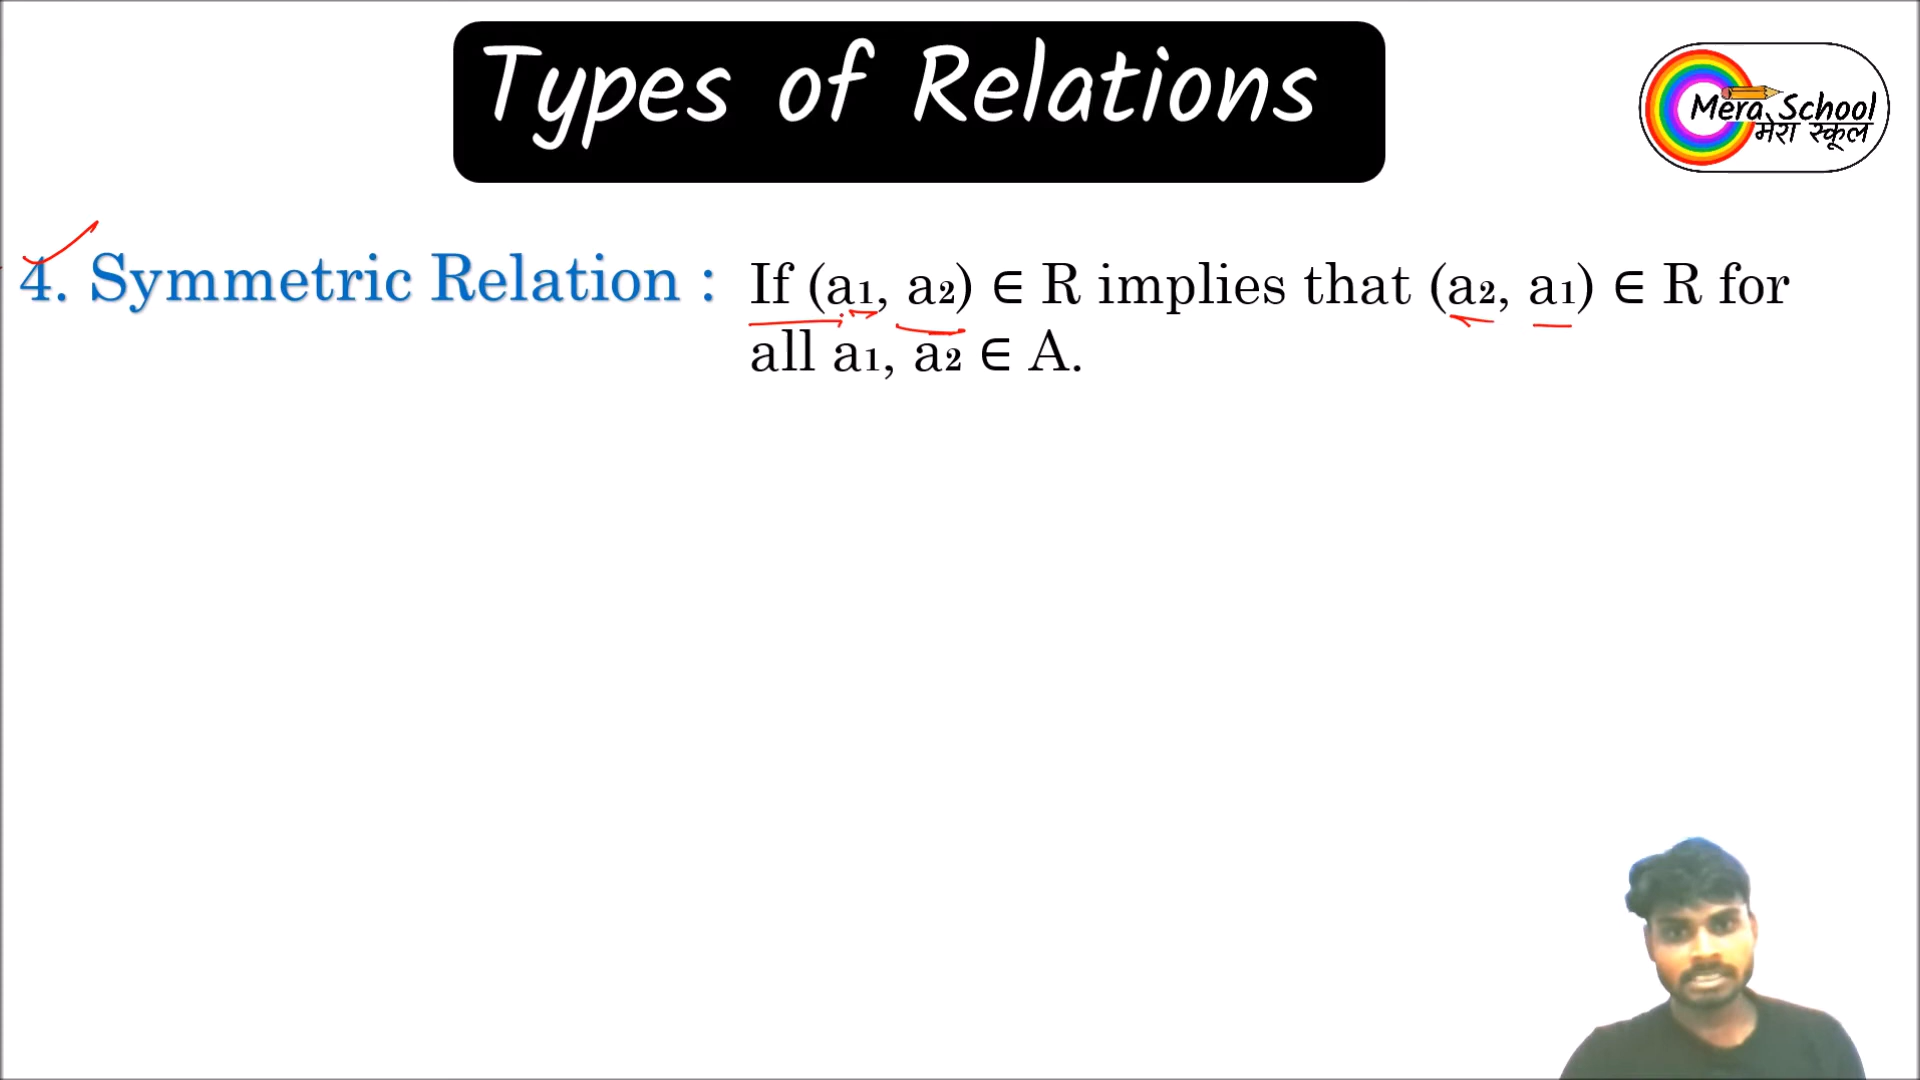 Types of Relations
Mera School
मेरा स्कूल
4. Symmetric Relation : If (a₁, a₂) ∈ R implies that (a₂, a₁) ∈ R for
all a₁, a₂ ∈ A.